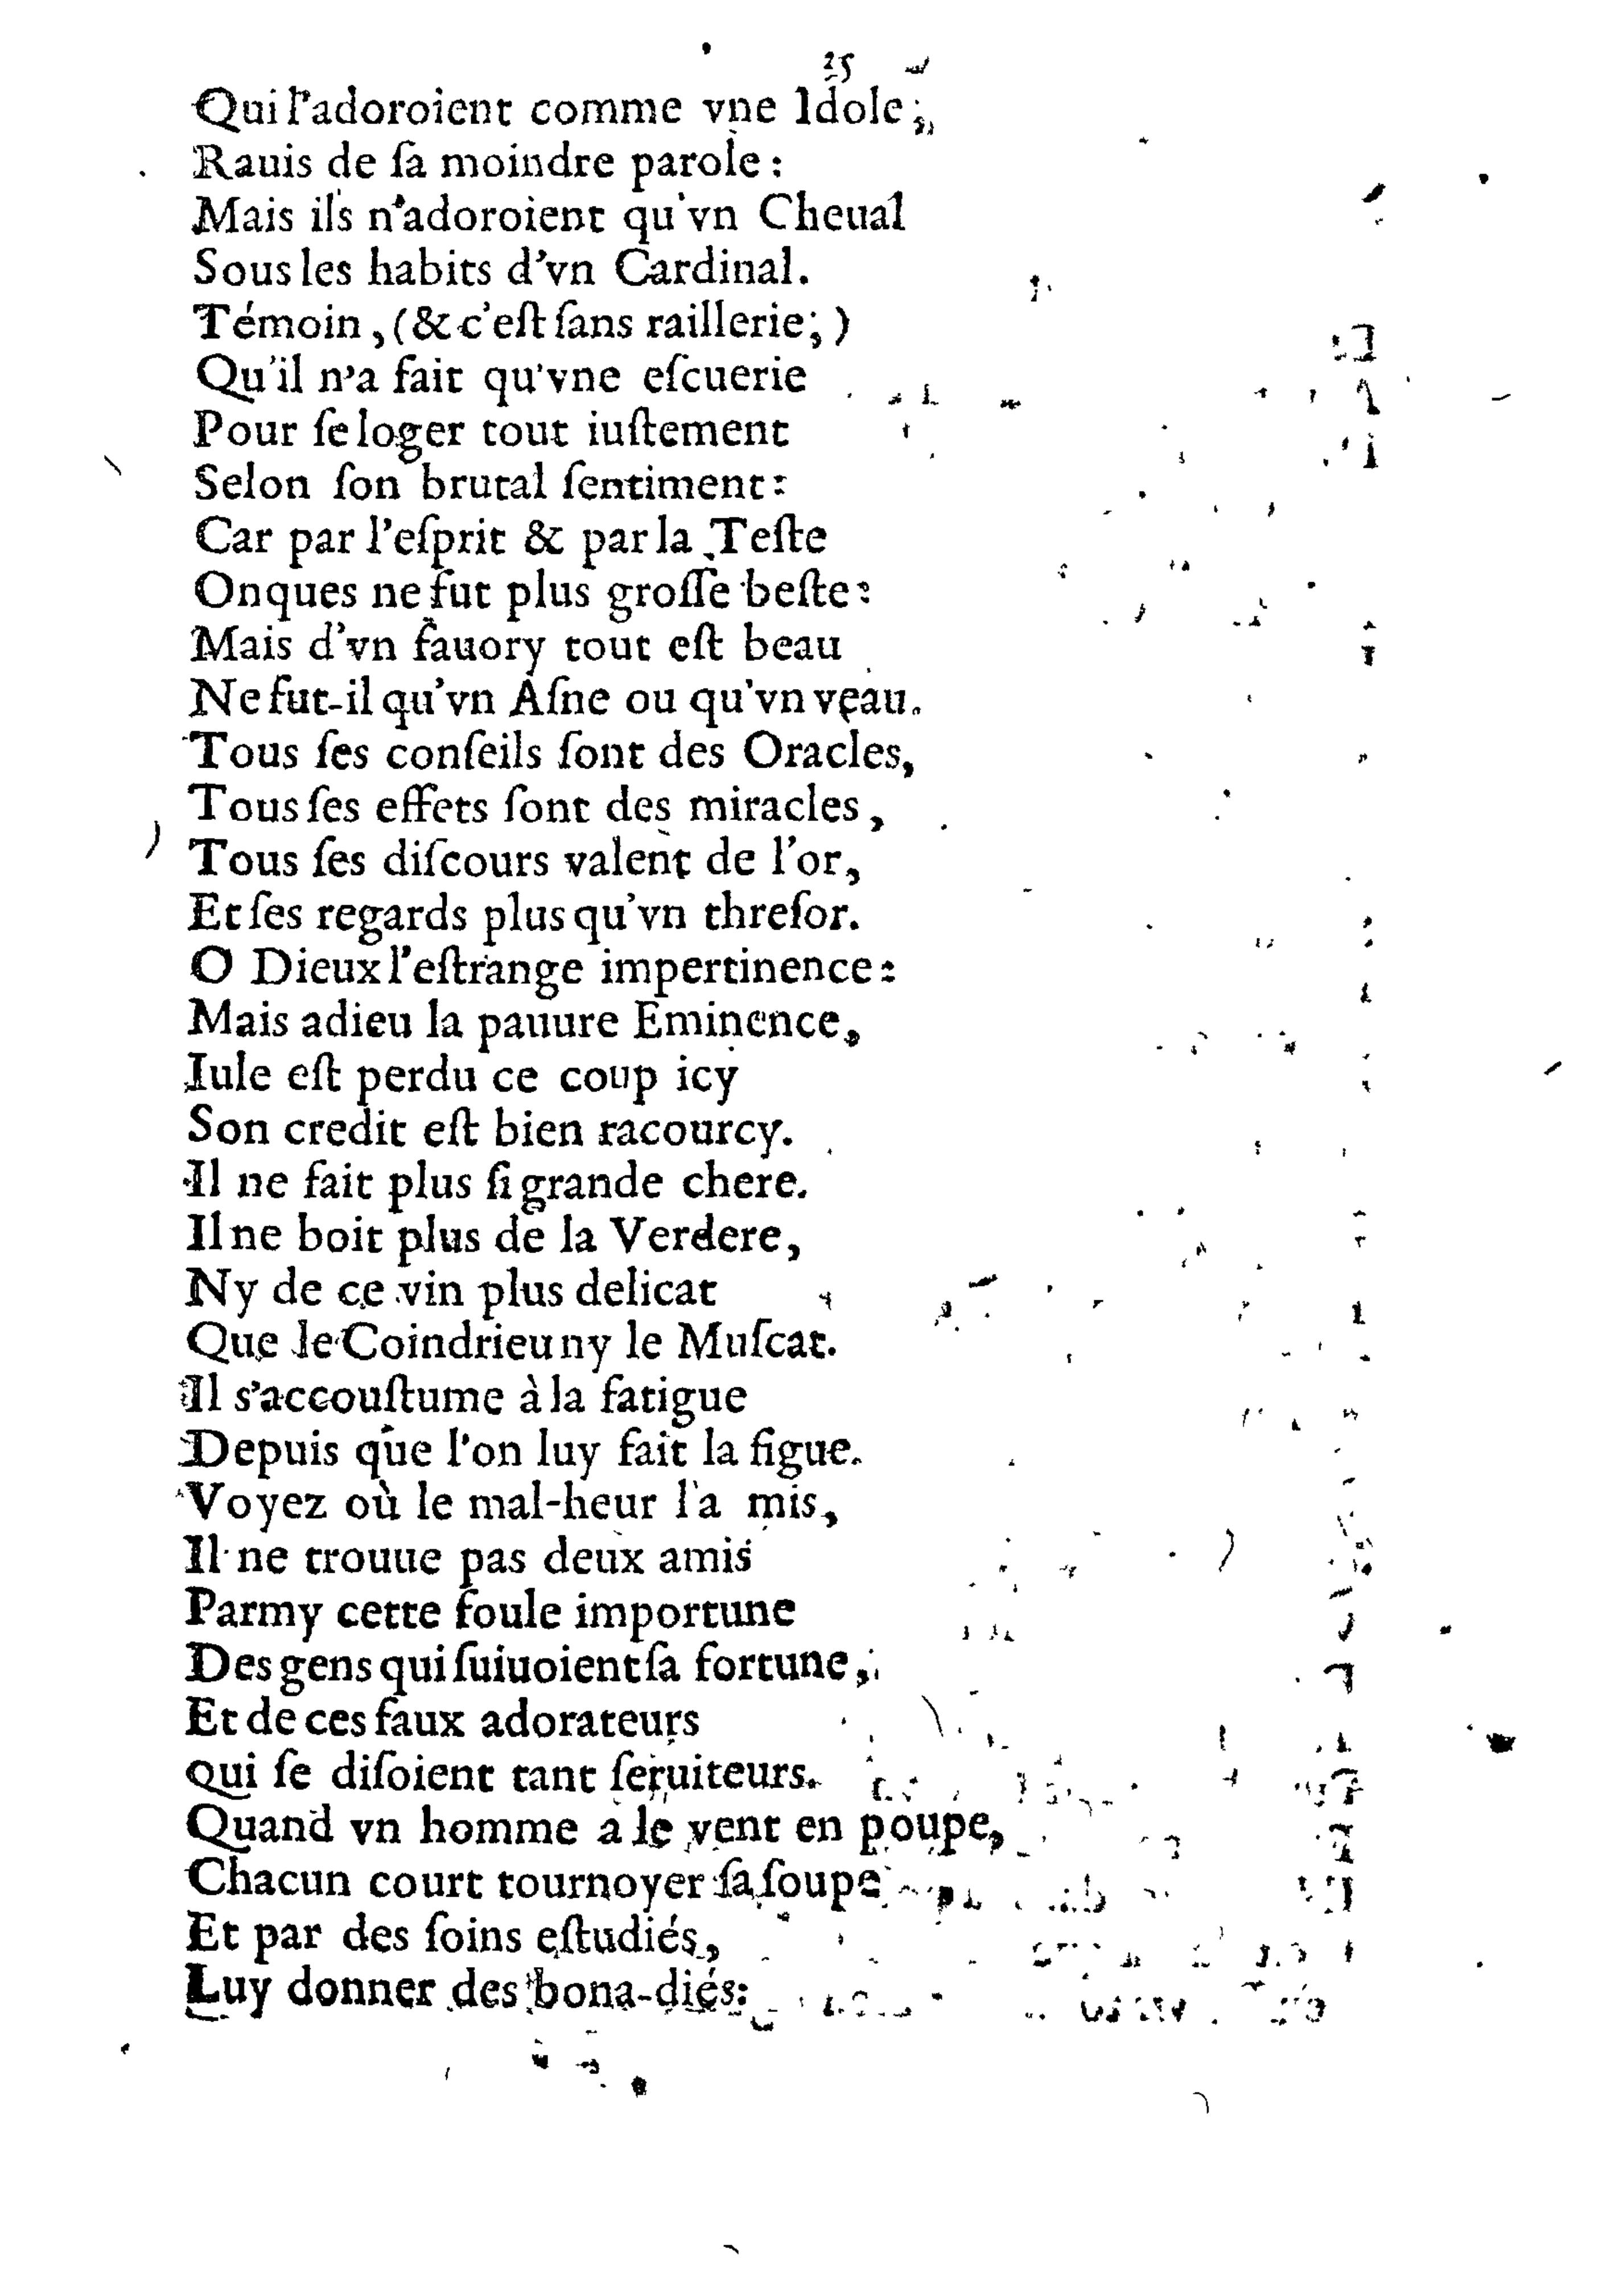 25
Qui l'adoroient comme vne Idole;
Rauis de ſa moindre parole:
Mais ils n'adoroient qu'vn Cheual
Sous les habits d'vn Cardinal.
Témoin, (& c'eſt ſans raillerie;)
Qu'il n'a fait qu'vne eſcuerie
Pour ſe loger tout iuſtement
Selon ſon brutal ſentiment:
Car par l'eſprit & par la Teſte
Onques ne fut plus groſſe beſte:
Mais d'vn fauory tout eſt beau
Ne fut-il qu'vn Aſne ou qu'vn veau.
Tous ſes conſeils ſont des Oracles,
Tous ſes effets ſont des miracles,
Tous ſes diſcours valent de l'or,
Et ſes regards plus qu'vn threſor.
O Dieux l'eſtrange impertinence:
Mais adieu la pauure Eminence,
Iule eſt perdu ce coup icy
Son credit eſt bien racourcy.
Il ne fait plus ſi grande chere.
Il ne boit plus de la Verdere,
Ny de ce vin plus delicat
Que le Coindrieu ny le Muſcat.
Il s'accouſtume à la fatigue
Depuis que l'on luy fait la figue.
Voyez où le mal-heur l'a mis,
Il ne trouue pas deux amis
Parmy cette foule importune
Des gens qui ſuiuoient ſa fortune,
Et de ces faux adorateurs
qui ſe diſoient tant ſeruiteurs.
Quand vn homme a le vent en poupe,
Chacun court tournoyer ſa ſoupe
Et par des ſoins eſtudiés,
Luy donner des bona-diés: